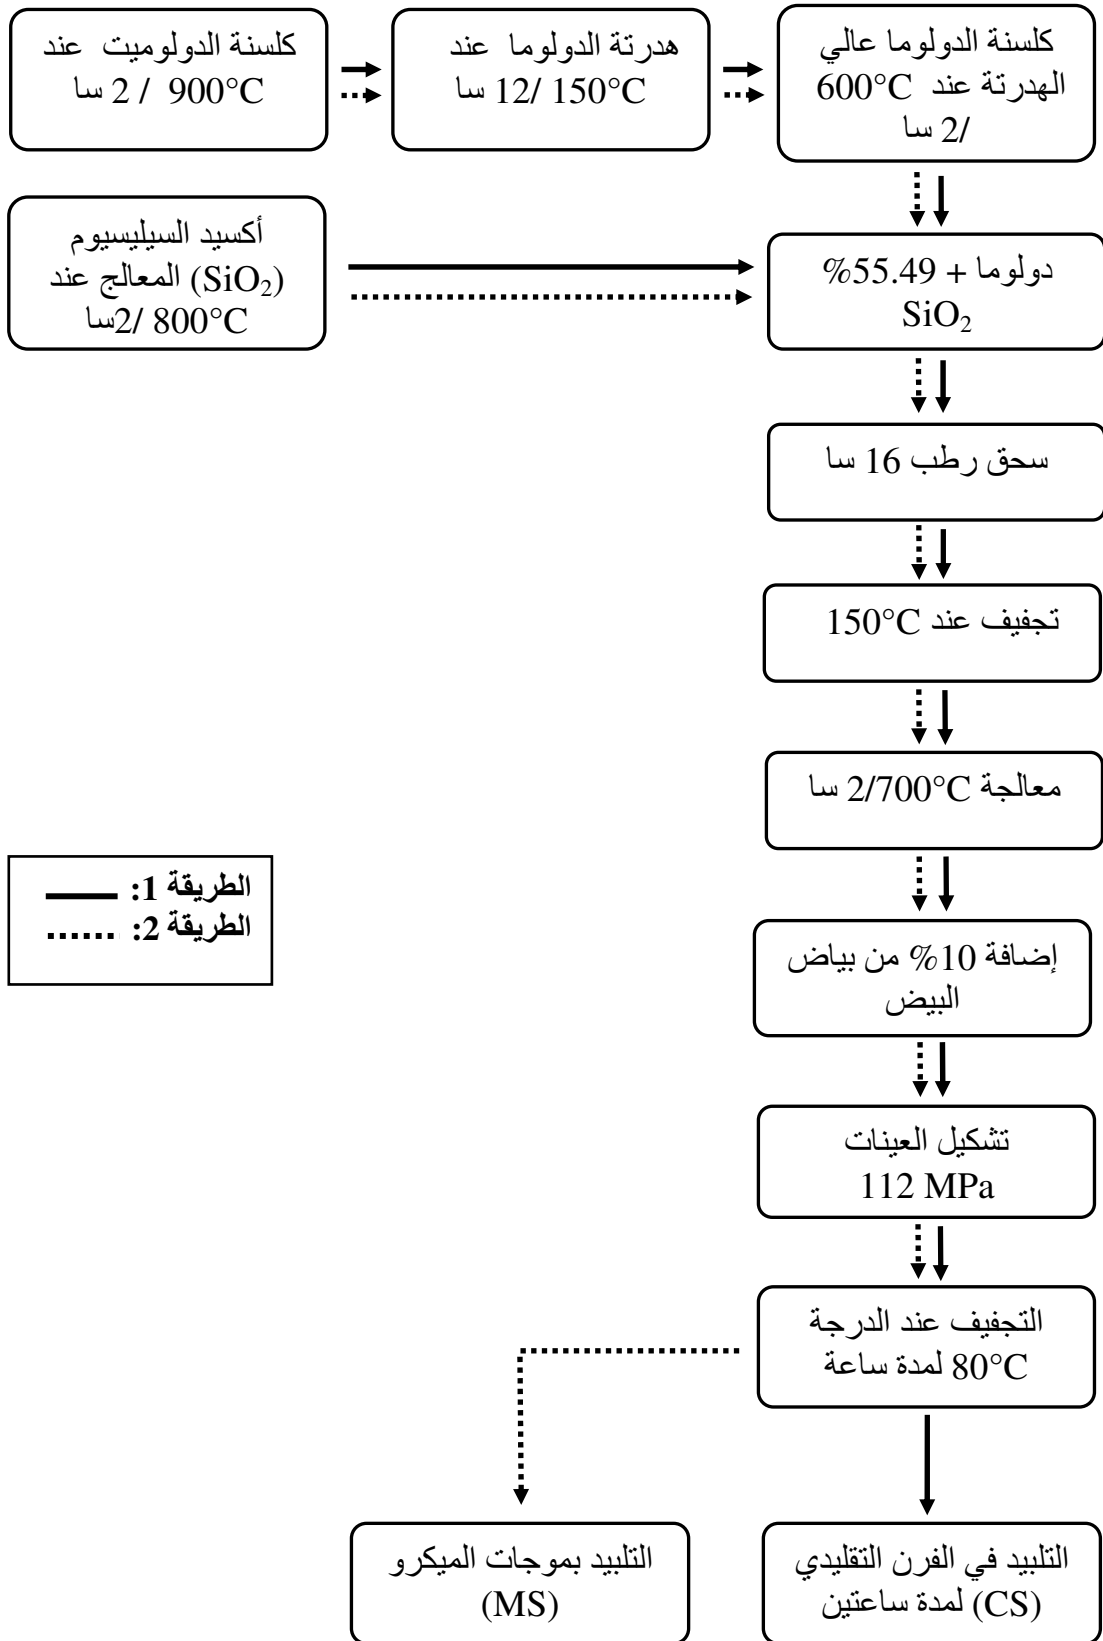 كلسنة الدولوميت عند
900°C / 2 سا
هدرتة الدولوما عند
150°C /12 سا
كلسنة الدولوما عالي
الهدرتة عند 600°C
/2 سا
أكسيد السيليسيوم
(SiO₂) المعالج عند
800°C /2سا
دولوما + 55.49%
SiO₂
سحق رطب 16 سا
تجفيف عند 150°C
معالجة 2/700°C سا
إضافة 10% من بياض
البيض
تشكيل العينات
112 MPa
التجفيف عند الدرجة
80°C لمدة ساعة
التلبيد بموجات الميكرو
(MS)
التلبيد في الفرن التقليدي
(CS) لمدة ساعتين
الطريقة 1:
الطريقة 2: